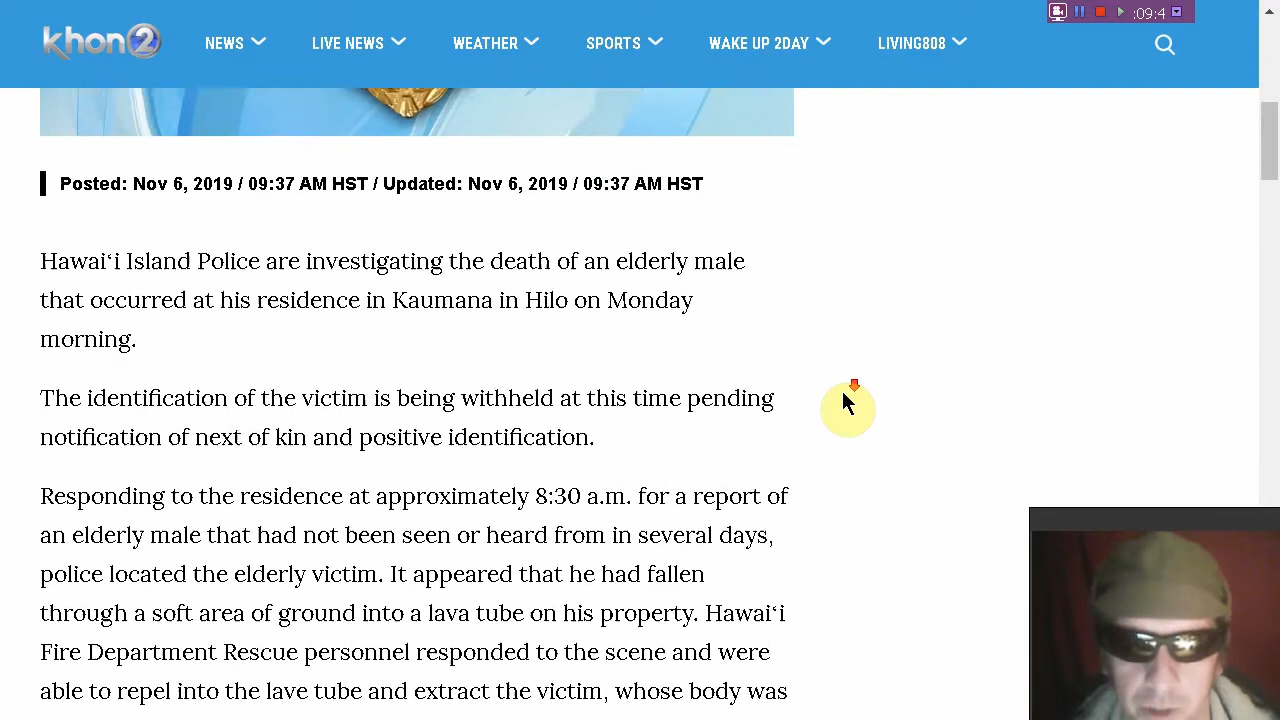 :09:4
khon2
NEWS LIVE NEWS WEATHER SPORTS WAKE UP 2DAY LIVING808
Posted: Nov 6, 2019 / 09:37 AM HST / Updated: Nov 6, 2019 / 09:37 AM HST
Hawaiʻi Island Police are investigating the death of an elderly male
that occurred at his residence in Kaumana in Hilo on Monday
morning.
The identification of the victim is being withheld at this time pending
notification of next of kin and positive identification.
Responding to the residence at approximately 8:30 a.m. for a report of
an elderly male that had not been seen or heard from in several days,
police located the elderly victim. It appeared that he had fallen
through a soft area of ground into a lava tube on his property. Hawaiʻi
Fire Department Rescue personnel responded to the scene and were
able to repel into the lave tube and extract the victim, whose body was